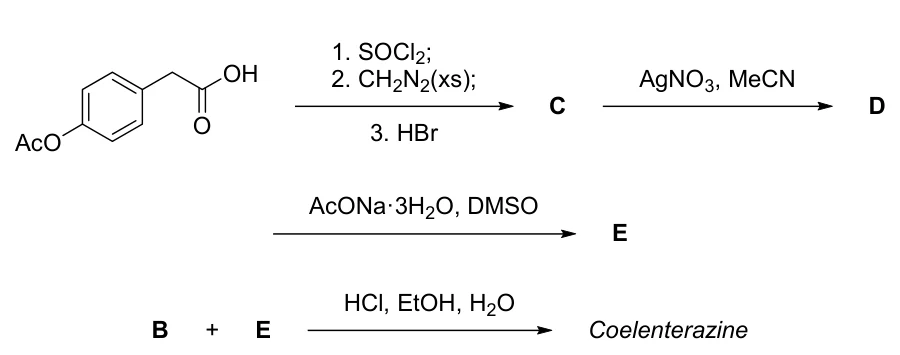 1. SOCl2;
2. CH2N2(xs);
3. HBr
AcO
OH
O
C
AgNO3, MeCN
D
AcONa·3H2O, DMSO
E
B + E
HCl, EtOH, H2O
Coelenterazine